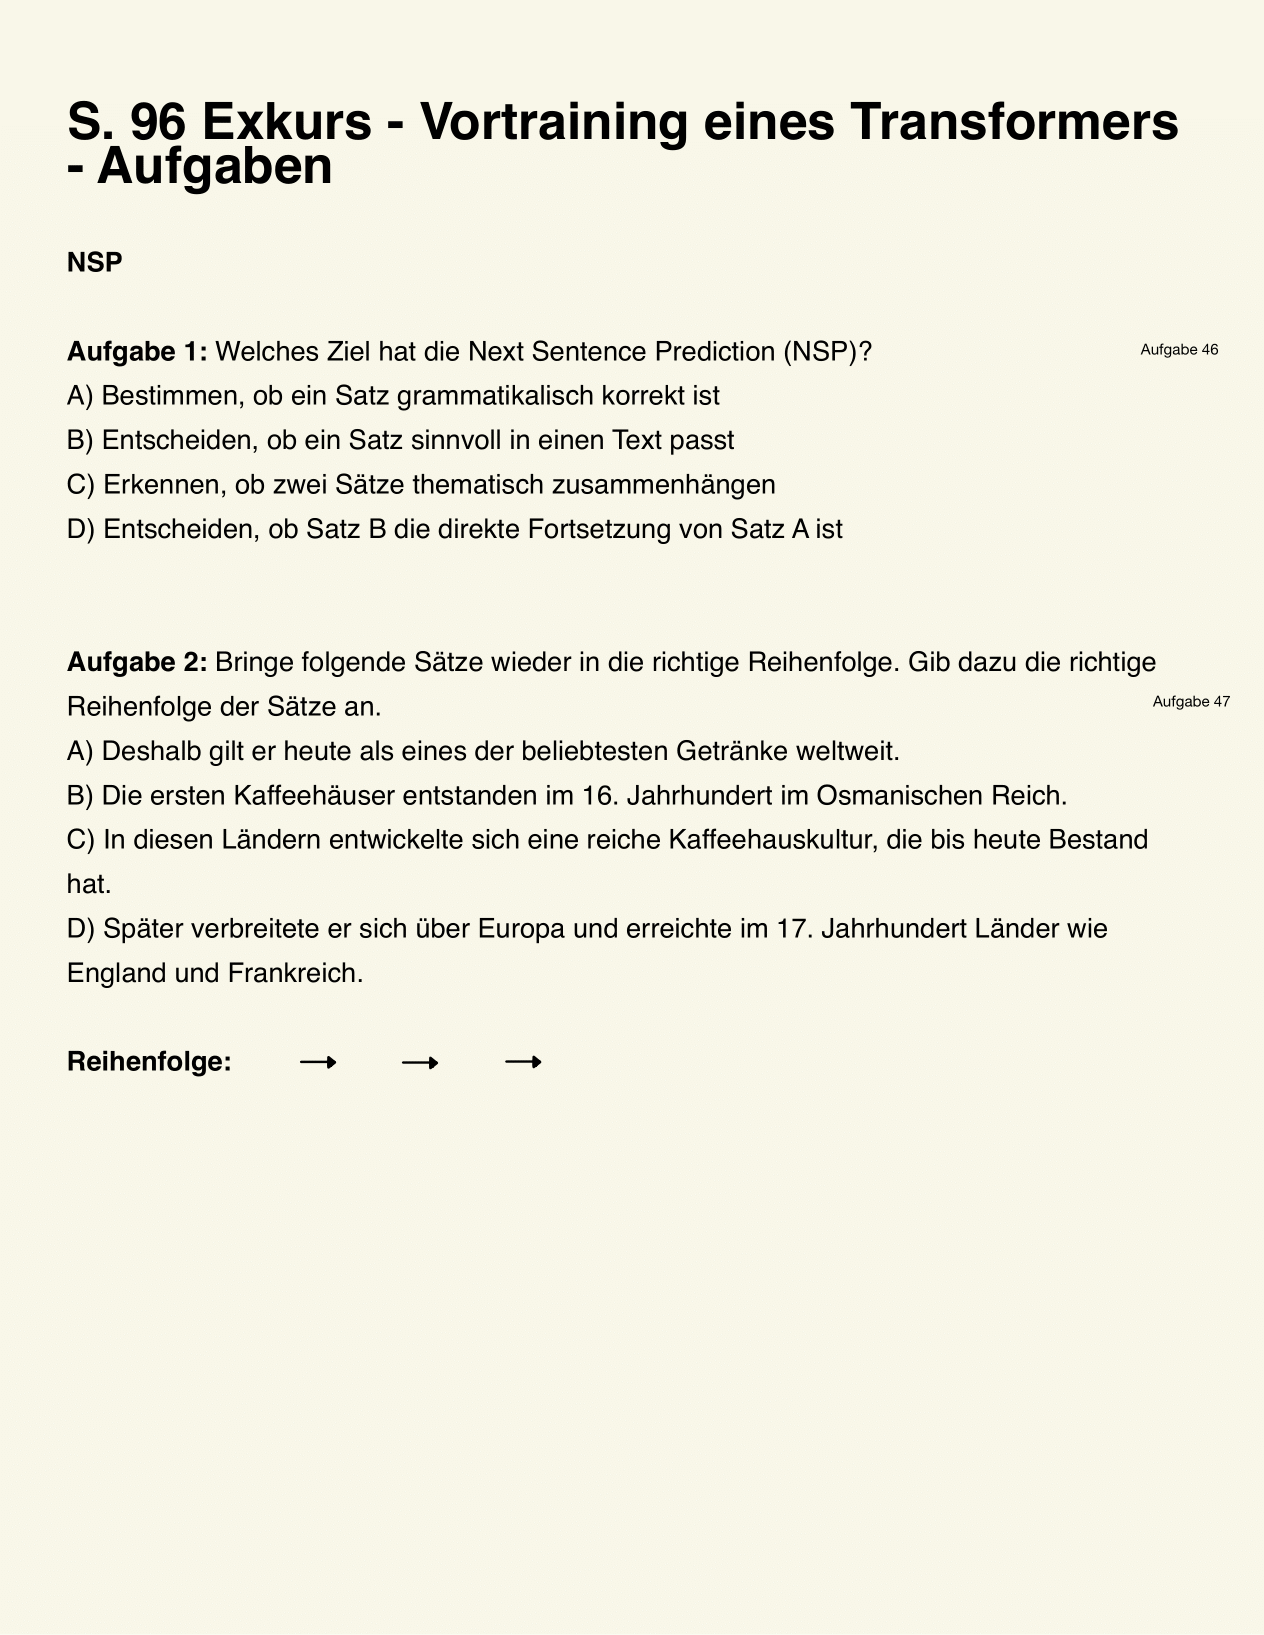 S. 96 Exkurs - Vortraining eines Transformers
- Aufgaben
NSP
Aufgabe 1: Welches Ziel hat die Next Sentence Prediction (NSP)?
Aufgabe 46
A) Bestimmen, ob ein Satz grammatikalisch korrekt ist
B) Entscheiden, ob ein Satz sinnvoll in einen Text passt
C) Erkennen, ob zwei Sätze thematisch zusammenhängen
D) Entscheiden, ob Satz B die direkte Fortsetzung von Satz A ist
Aufgabe 2: Bringe folgende Sätze wieder in die richtige Reihenfolge. Gib dazu die richtige
Reihenfolge der Sätze an.
Aufgabe 47
A) Deshalb gilt er heute als eines der beliebtesten Getränke weltweit.
B) Die ersten Kaffeehäuser entstanden im 16. Jahrhundert im Osmanischen Reich.
C) In diesen Ländern entwickelte sich eine reiche Kaffeehauskultur, die bis heute Bestand
hat.
D) Später verbreitete er sich über Europa und erreichte im 17. Jahrhundert Länder wie
England und Frankreich.
Reihenfolge: → → →